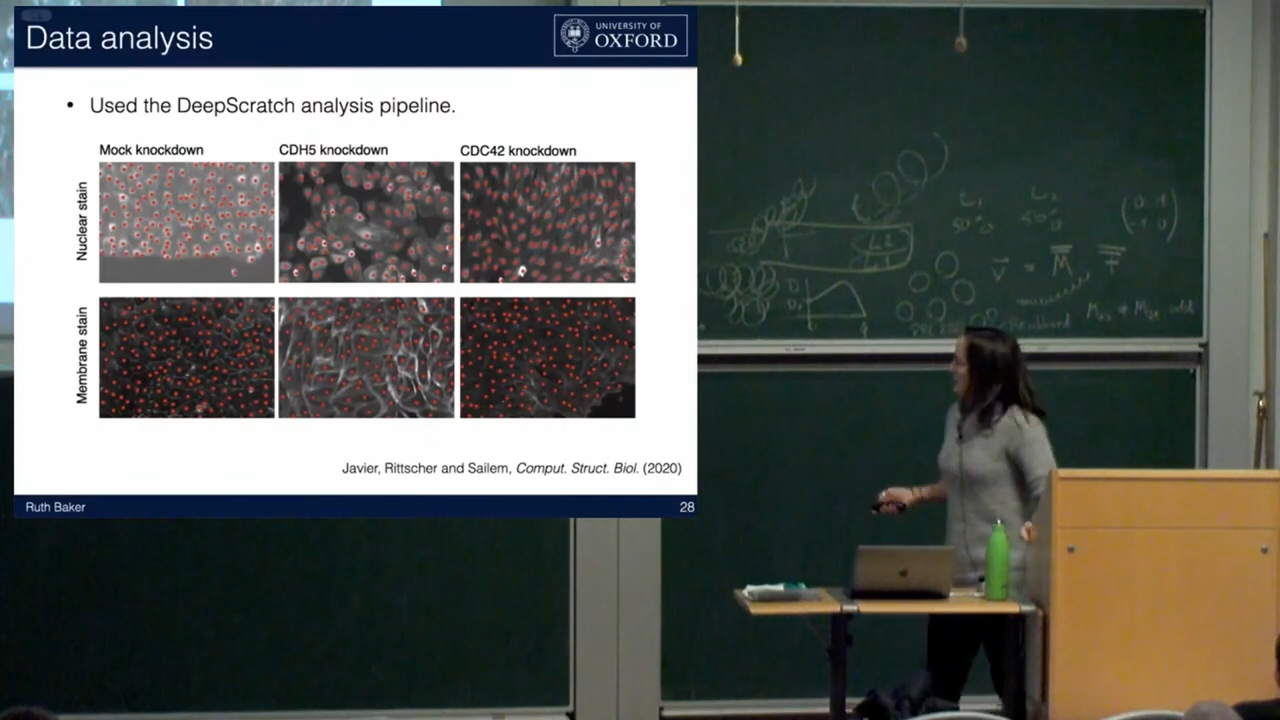 Data analysis
UNIVERSITY OF
OXFORD
• Used the DeepScratch analysis pipeline.
Mock knockdown
CDH5 knockdown
CDC42 knockdown
Nuclear stain
Membrane stain
Javier, Rittscher and Sailem, Comput. Struct. Biol. (2020)
Ruth Baker
28